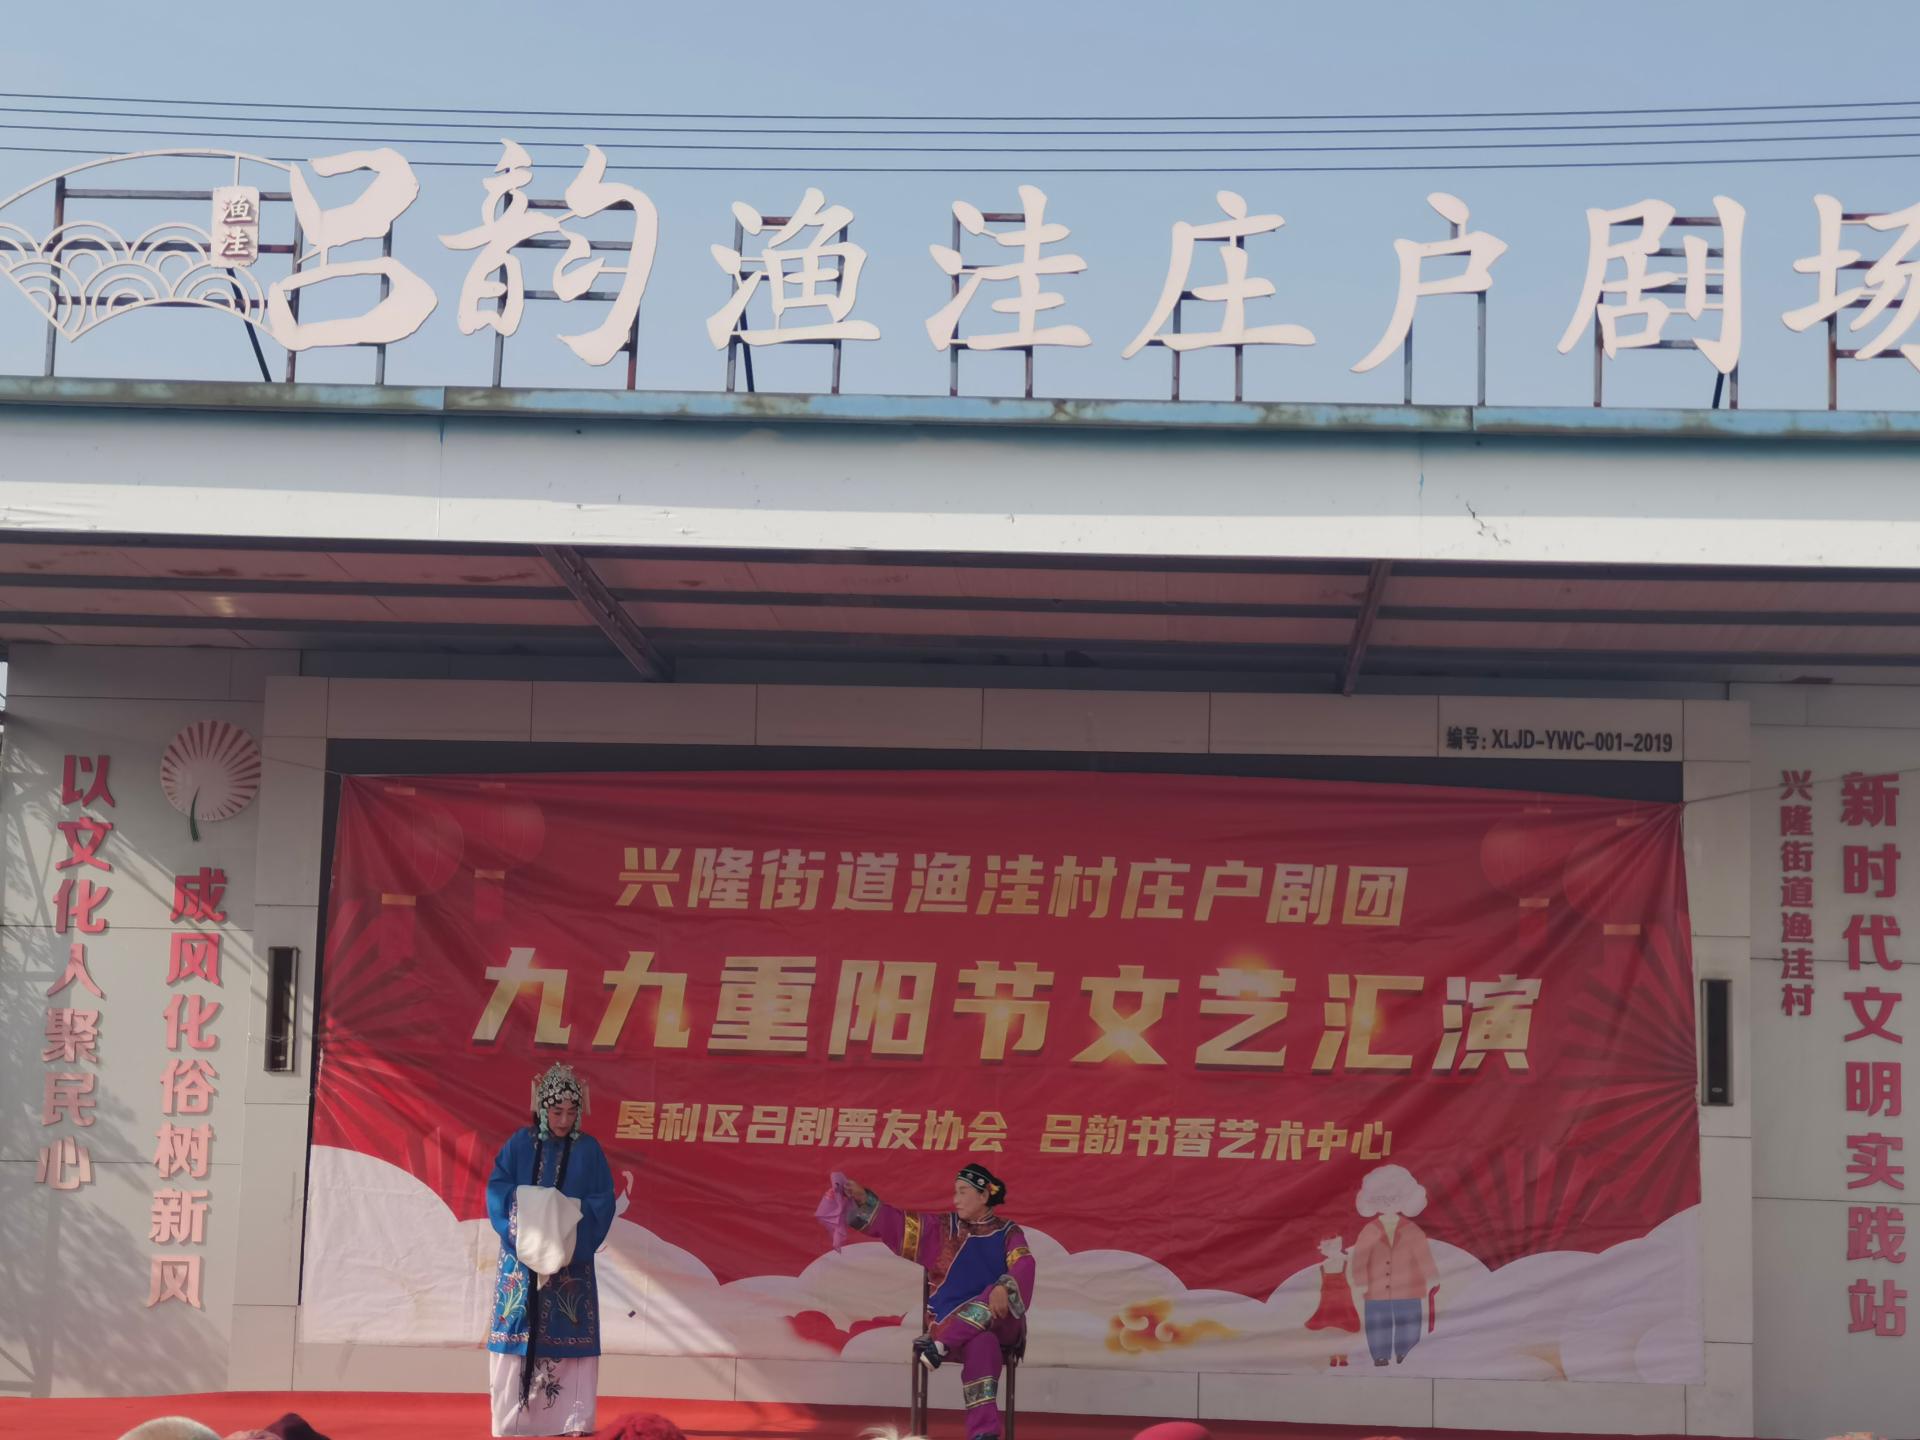 渔洼
吕韵渔洼庄户剧场
编号:XLJD-YWC-001-2019
以文化人聚民心
成风化俗树新风
兴隆街道渔洼村庄户剧团
九九重阳节文艺汇演
垦利区吕剧票友协会 吕韵书香艺术中心
新时代文明实践站
兴隆街道渔洼村